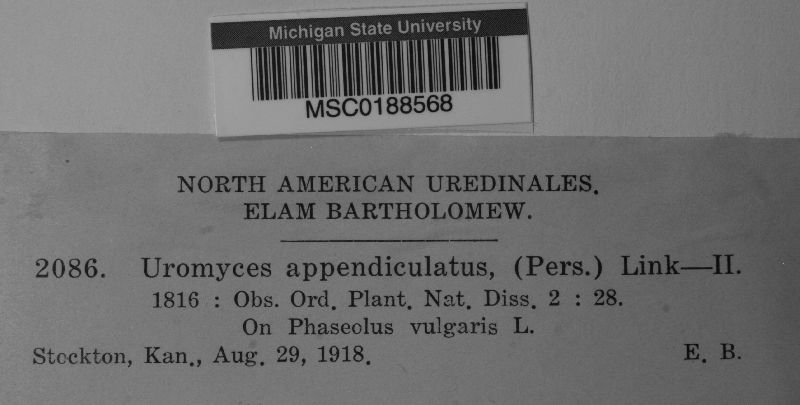 Michigan State University
MSC0188568
NORTH AMERICAN UREDINALES.
ELAM BARTHOLOMEW.
2086. Uromyces appendiculatus, (Pers.) Link—II.
1816 : Obs. Ord. Plant. Nat. Diss. 2 : 28.
On Phaseolus vulgaris L.
Stockton, Kan., Aug. 29, 1918. E. B.